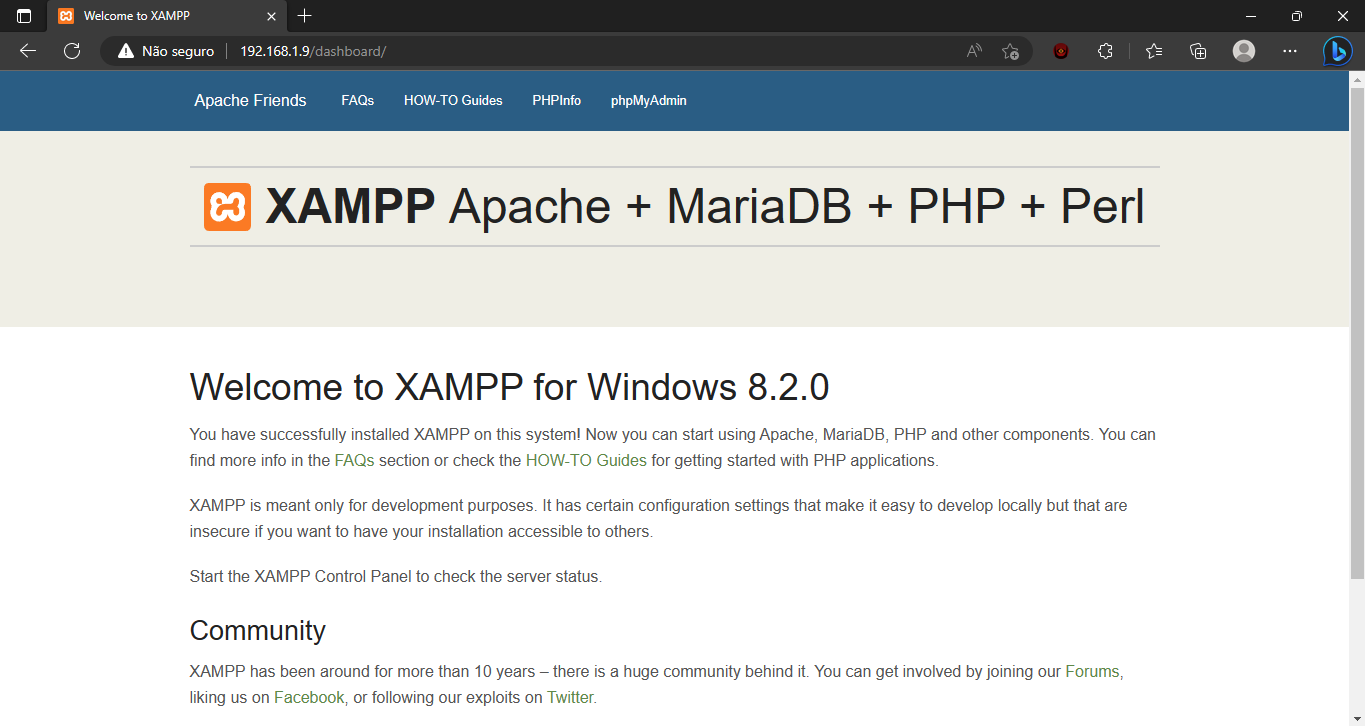 Welcome to XAMPP
Não seguro
192.168.1.9/dashboard/
Apache Friends FAQs HOW-TO Guides PHPInfo phpMyAdmin
XAMPP Apache + MariaDB + PHP + Perl
Welcome to XAMPP for Windows 8.2.0
You have successfully installed XAMPP on this system! Now you can start using Apache, MariaDB, PHP and other components. You can
find more info in the FAQs section or check the HOW-TO Guides for getting started with PHP applications.
XAMPP is meant only for development purposes. It has certain configuration settings that make it easy to develop locally but that are
insecure if you want to have your installation accessible to others.
Start the XAMPP Control Panel to check the server status.
Community
XAMPP has been around for more than 10 years – there is a huge community behind it. You can get involved by joining our Forums,
liking us on Facebook, or following our exploits on Twitter.